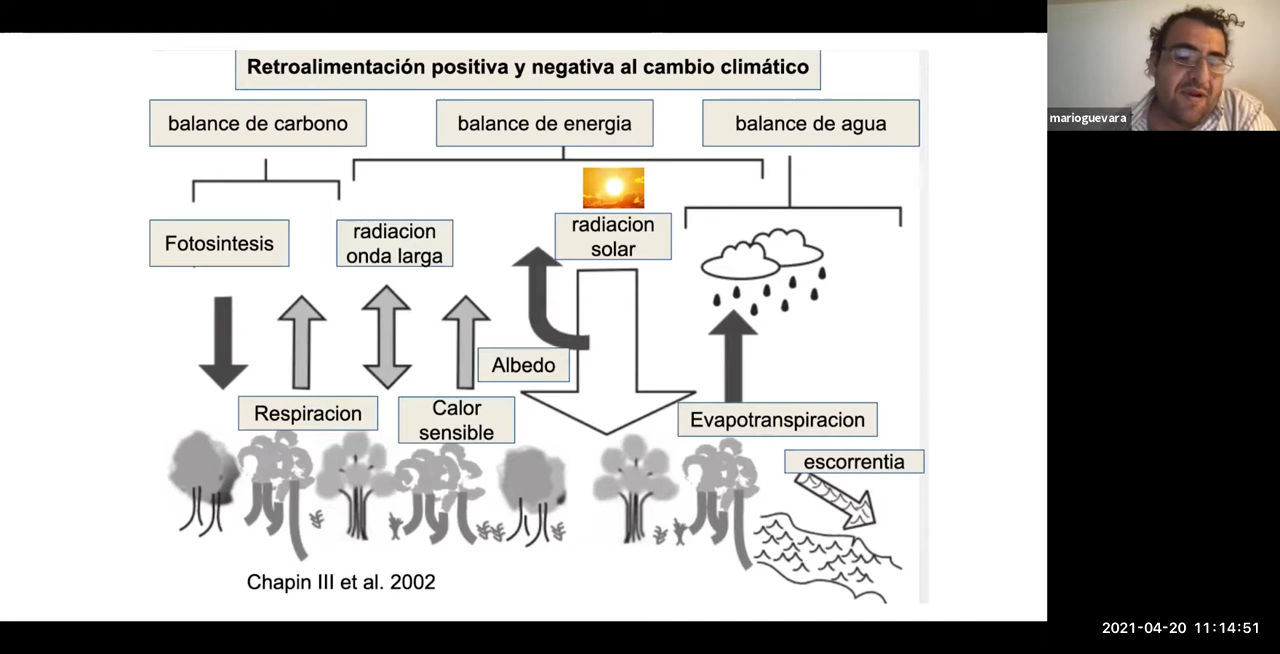 Retroalimentación positiva y negativa al cambio climático
balance de carbono
balance de energia
balance de agua
Fotosintesis
radiacion
onda larga
radiacion
solar
Albedo
Respiracion
Calor
sensible
Evapotranspiracion
escorrentia
Chapin III et al. 2002
marioguevara
2021-04-20 11:14:51